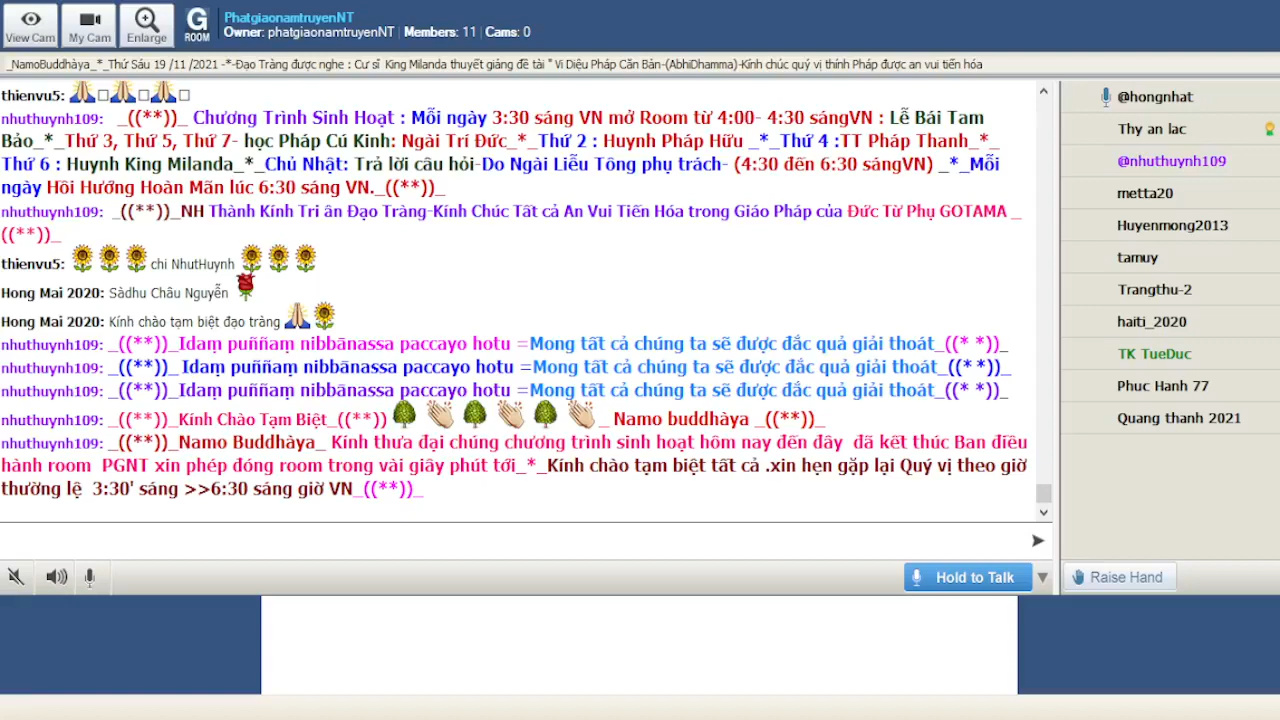 View Cam
My Cam
Enlarge
G
ROOM
PhatgiaonamtruyenNT
Owner: phatgiaonamtruyenNT | Members: 11 | Cams: 0
_NamoBuddhàya_*_Thứ Sáu 19 /11 /2021 -*-Đạo Tràng được nghe : Cư sĩ  King Milanda thuyết giảng đề tài " Vi Diệu Pháp Căn Bản-(AbhiDhamma)-Kính chúc quý vị thính Pháp được an vui tiến hóa
thienvu5: 🙏□🙏□🙏□
nhuthuynh109:  _((**))_ Chương Trình Sinh Hoạt : Mỗi ngày 3:30 sáng VN mở Room từ 4:00- 4:30 sángVN : Lễ Bái Tam
Bảo_*_Thứ 3, Thứ 5, Thứ 7- học Pháp Cú Kinh: Ngài Trí Đức_*_Thứ 2 : Huynh Pháp Hữu _*_Thứ 4 :TT Pháp Thanh_*_
Thứ 6 : Huynh King Milanda_*_Chủ Nhật: Trả lời câu hỏi-Do Ngài Liễu Tông phụ trách- (4:30 đến 6:30 sángVN) _*_Mỗi
ngày Hồi Hướng Hoàn Mãn lúc 6:30 sáng VN._((**))_
nhuthuynh109: _((**))_NH Thành Kính Tri ân Đạo Tràng-Kính Chúc Tất cả An Vui Tiến Hóa trong Giáo Pháp của Đức Từ Phụ GOTAMA _
((**))_
thienvu5: 🌻🌻🌻 chi NhutHuynh 🌻🌻🌻
Hong Mai 2020: Sàdhu Châu Nguyễn 🌹
Hong Mai 2020: Kính chào tạm biệt đạo tràng 🙏🌻
nhuthuynh109: _((**))_Idaṃ puññaṃ nibbānassa paccayo hotu =Mong tất cả chúng ta sẽ được đắc quả giải thoát_((* *))_
nhuthuynh109: _((**))_Idaṃ puññaṃ nibbānassa paccayo hotu =Mong tất cả chúng ta sẽ được đắc quả giải thoát_((* *))_
nhuthuynh109: _((**))_Idaṃ puññaṃ nibbānassa paccayo hotu =Mong tất cả chúng ta sẽ được đắc quả giải thoát_((* *))_
nhuthuynh109: _((**))_Kính Chào Tạm Biệt_((**)) 🌳👏🌳👏🌳👏_ Namo buddhàya _((**))_
nhuthuynh109: _((**))_Namo Buddhàya_ Kính thưa đại chúng chương trình sinh hoạt hôm nay đến đây  đã kết thúc Ban điều
hành room  PGNT xin phép đóng room trong vài giây phút tới_*_Kính chào tạm biệt tất cả .xin hẹn gặp lại Quý vị theo giờ
thường lệ  3:30' sáng >>6:30 sáng giờ VN_((**))_
Hold to Talk
@hongnhat
Thy an lac
@nhuthuynh109
metta20
Huyenmong2013
tamuy
Trangthu-2
haiti_2020
TK TueDuc
Phuc Hanh 77
Quang thanh 2021
Raise Hand